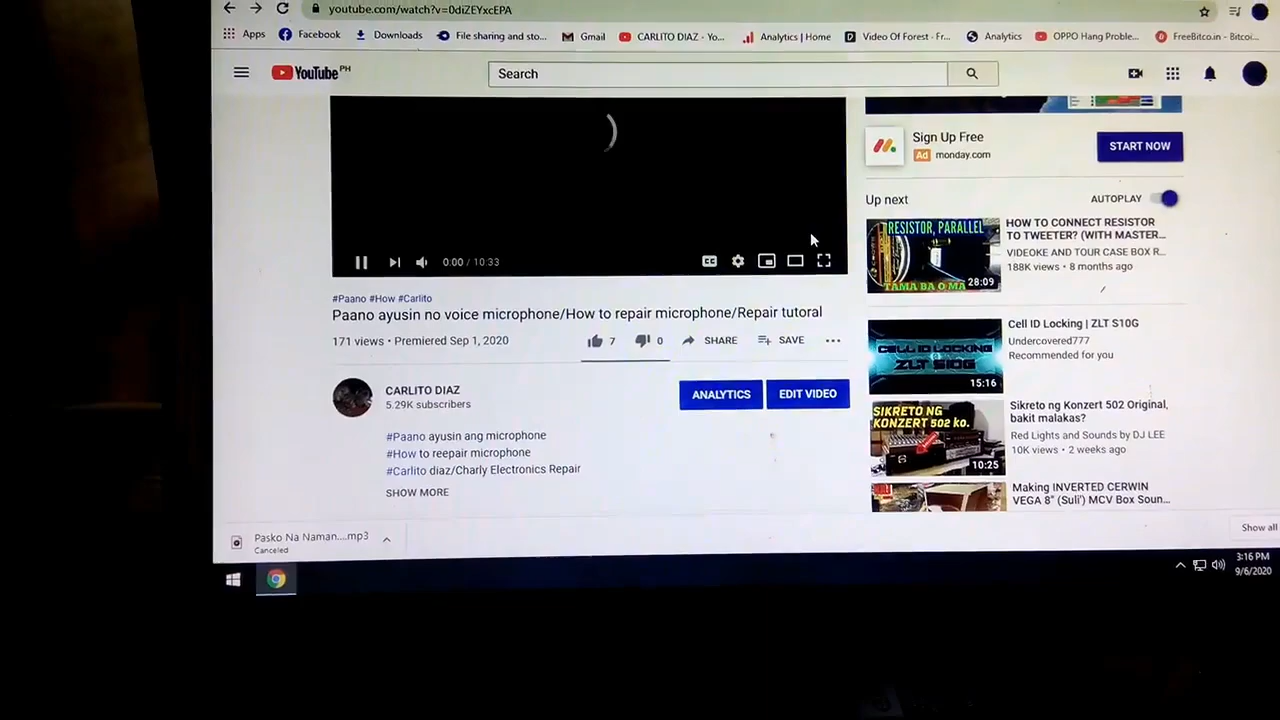 youtube.com/watch?v=0diZEYxcEPA
Apps
Facebook
Downloads
File sharing and sto...
Gmail
CARLITO DIAZ - Yo...
Analytics | Home
Video Of Forest - Fr...
Analytics
OPPO Hang Proble...
FreeBitco.in - Bitcoi...
YouTube PH
Search
Sign Up Free
Ad monday.com
START NOW
Up next
AUTOPLAY
RESISTOR, PARALLEL
TAMA BA O MA
28:09
HOW TO CONNECT RESISTOR
TO TWEETER? (WITH MASTER...
VIDEOKE AND TOUR CASE BOX R...
188K views • 8 months ago
CC
0:00 / 10:33
#Paano #How #Carlito
Paano ayusin no voice microphone/How to repair microphone/Repair tutoral
171 views • Premiered Sep 1, 2020
7
0
SHARE
SAVE
CELL ID LOCKING
ZLT S10G
15:16
Cell ID Locking | ZLT S10G
Undercovered777
Recommended for you
CARLITO DIAZ
5.29K subscribers
ANALYTICS
EDIT VIDEO
#Paano ayusin ang microphone
#How to reepair microphone
#Carlito diaz/Charly Electronics Repair
SHOW MORE
SIKRETO NG
KONZERT 502 KO.
10:25
Sikreto ng Konzert 502 Original,
bakit malakas?
Red Lights and Sounds by DJ LEE
10K views • 2 weeks ago
Making INVERTED CERWIN
VEGA 8" (Suli') MCV Box Soun...
Pasko Na Naman....mp3
Canceled
Show all
3:16 PM
9/6/2020